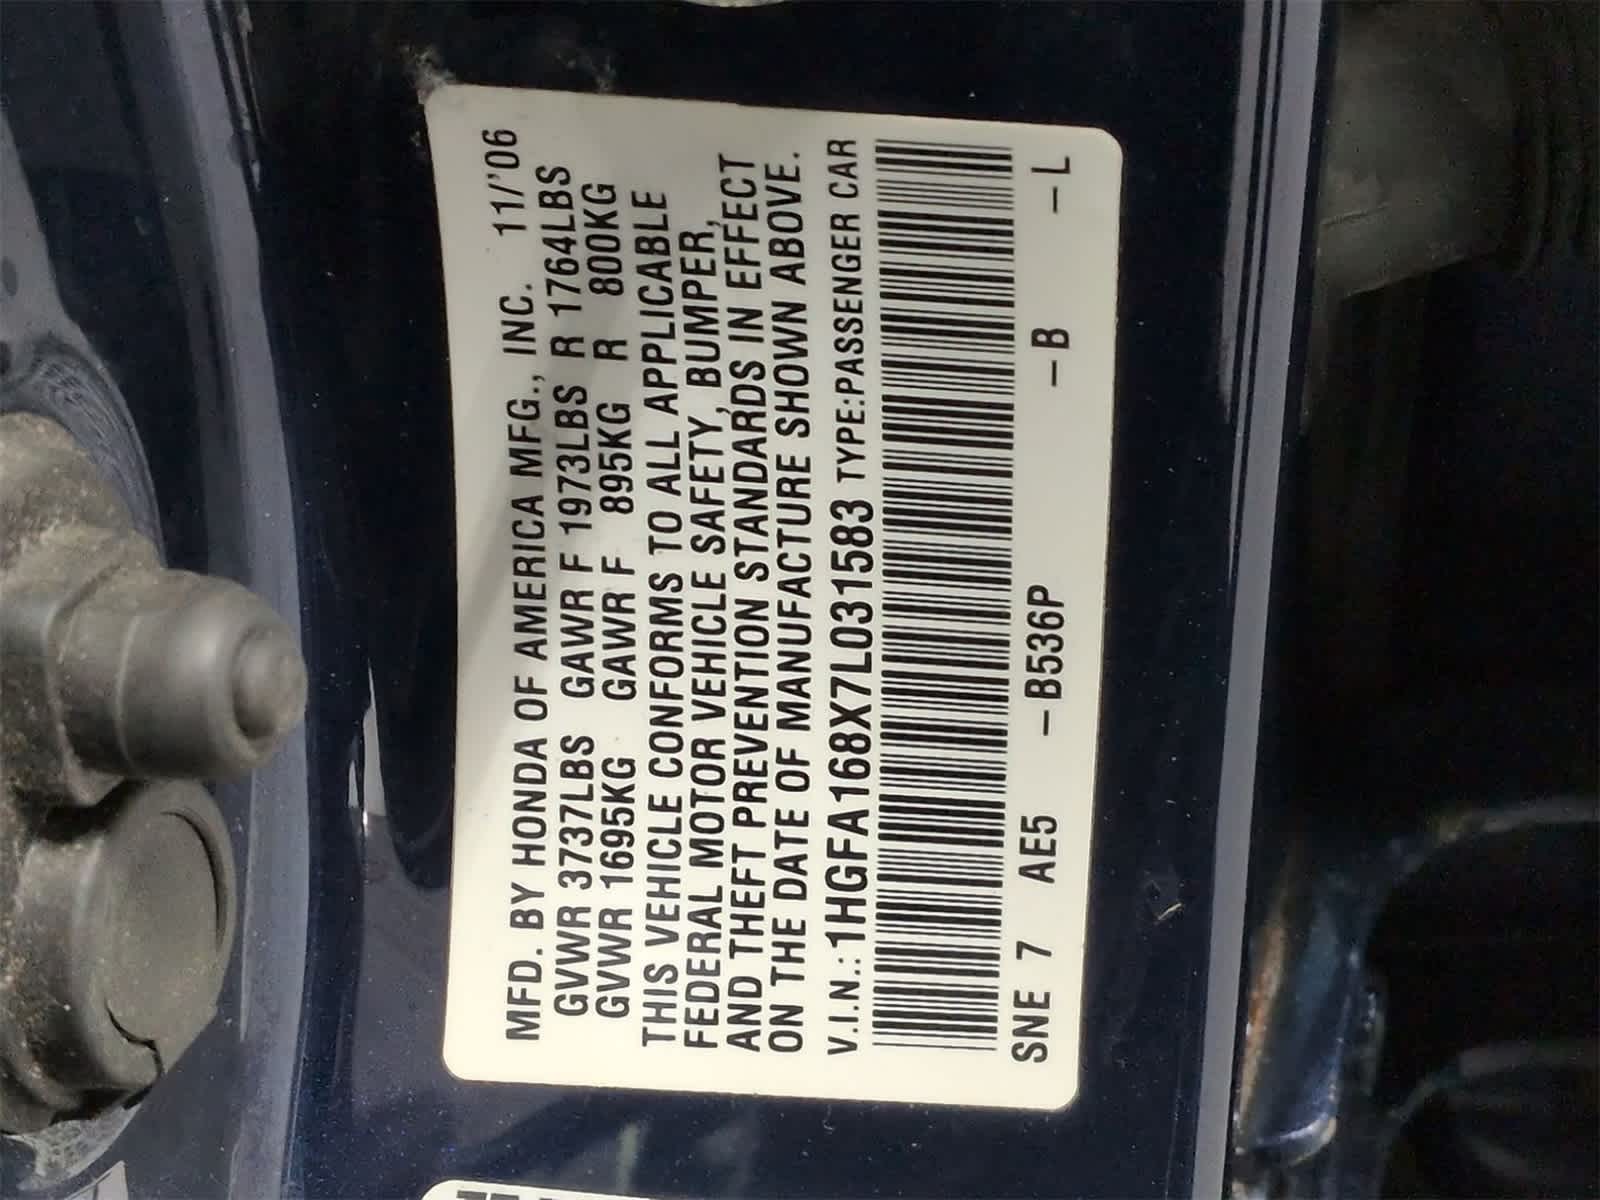 MFD. BY HONDA OF AMERICA MFG., INC. 11/'06
GVWR 3737LBS GAWR F 1973LBS R 1764LBS
GVWR 1695KG GAWR F 895KG R 800KG
THIS VEHICLE CONFORMS TO ALL APPLICABLE
FEDERAL MOTOR VEHICLE SAFETY, BUMPER,
AND THEFT PREVENTION STANDARDS IN EFFECT
ON THE DATE OF MANUFACTURE SHOWN ABOVE.
V.I.N.: 1HGFA168X7L031583 TYPE:PASSENGER CAR
SNE 7 AE5 -B536P -B -L